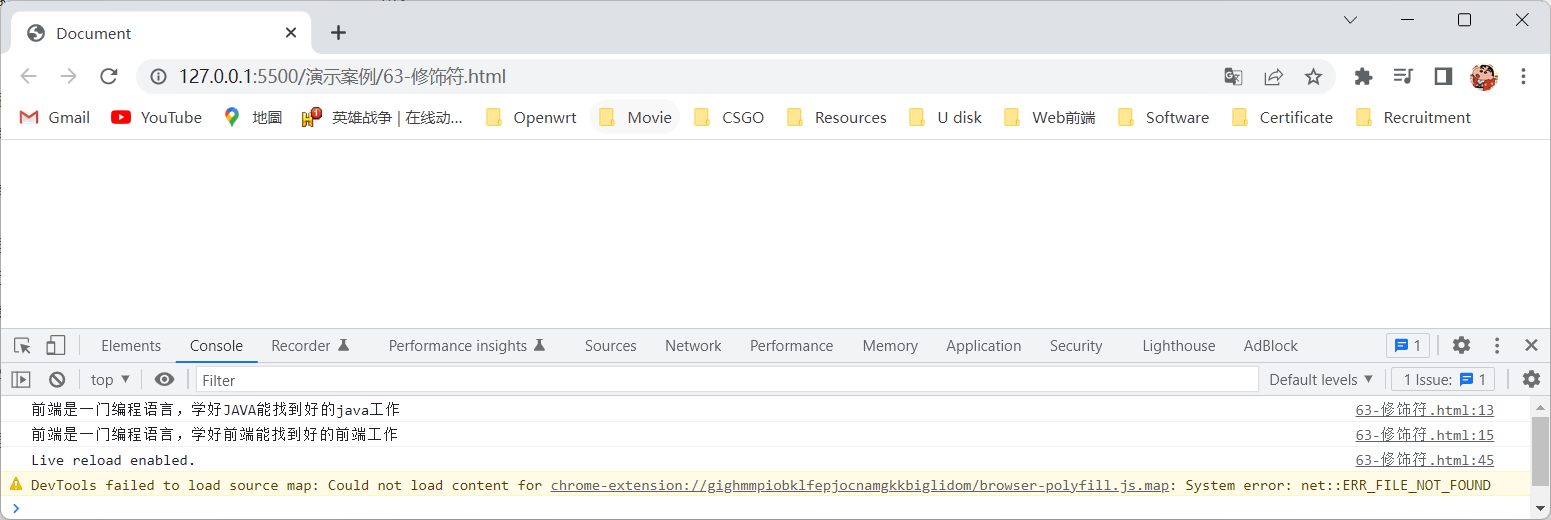 Document
127.0.0.1:5500/演示案例/63-修饰符.html
Gmail YouTube 地圖 英雄战争 | 在线动... Openwrt Movie CSGO Resources U disk Web前端 Software Certificate Recruitment
Elements Console Recorder Performance insights Sources Network Performance Memory Application Security Lighthouse AdBlock 1
top Filter Default levels 1 Issue: 1
前端是一门编程语言，学好JAVA能找到好的java工作 63-修饰符.html:13
前端是一门编程语言，学好前端能找到好的前端工作 63-修饰符.html:15
Live reload enabled. 63-修饰符.html:45
DevTools failed to load source map: Could not load content for chrome-extension://gighmmpiobklfepjocnamgkkbiglidom/browser-polyfill.js.map: System error: net::ERR_FILE_NOT_FOUND